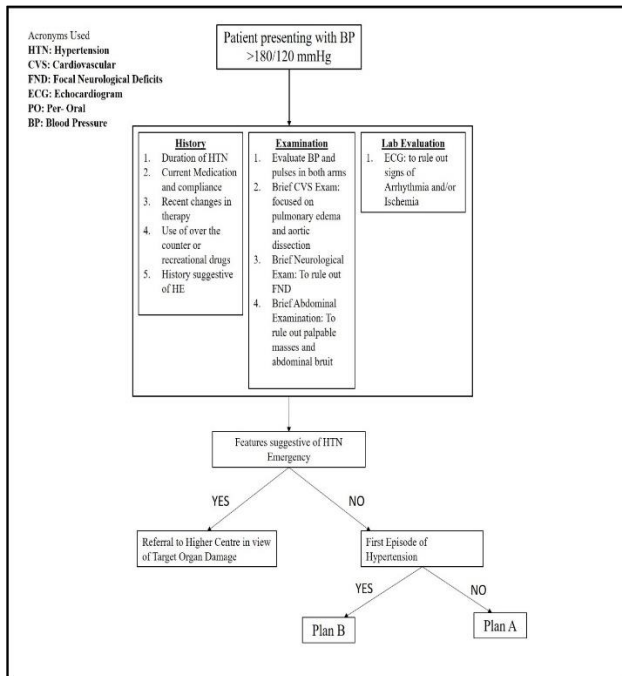 Acronyms Used
HTN: Hypertension
CVS: Cardiovascular
FND: Focal Neurological Deficits
ECG: Echocardiogram
PO: Per- Oral
BP: Blood Pressure
Patient presenting with BP
>180/120 mmHg
History
1. Duration of HTN
2. Current Medication
and compliance
3. Recent changes in
therapy
4. Use of over the
counter or
recreational drugs
5. History suggestive
of HE
Examination
1. Evaluate BP and
pulses in both arms
2. Brief CVS Exam:
focused on
pulmonary edema
and aortic
dissection
3. Brief Neurological
Exam: To rule out
FND
4. Brief Abdominal
Examination: To
rule out palpable
masses and
abdominal bruit
Lab Evaluation
1. ECG: to rule out
signs of
Arrhythmia and/or
Ischemia
Features suggestive of HTN
Emergency
YES
NO
Referral to Higher Centre in view
of Target Organ Damage
First Episode of
Hypertension
YES
NO
Plan B
Plan A